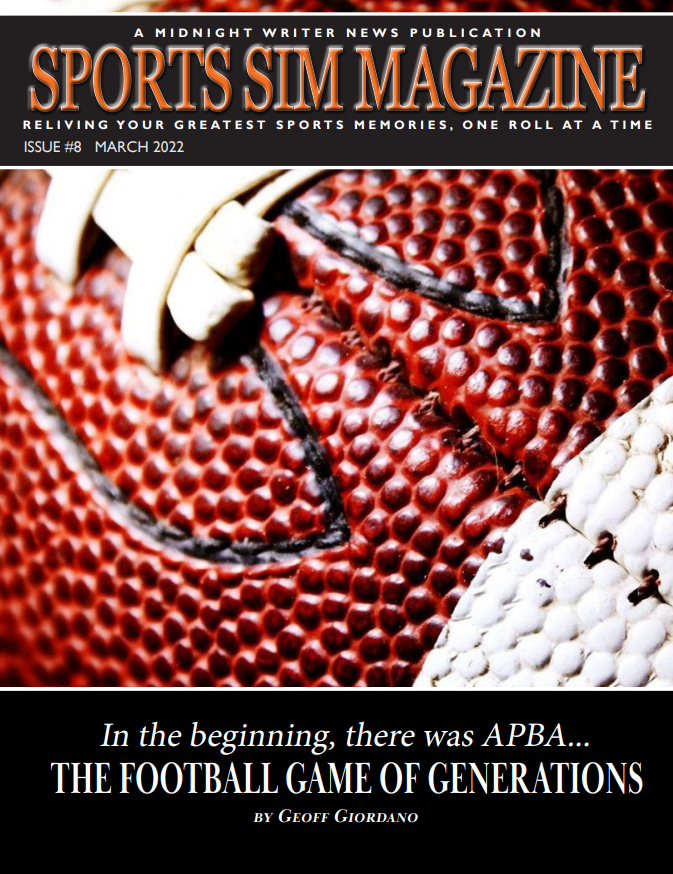 A MIDNIGHT WRITER NEWS PUBLICATION
SPORTS SIM MAGAZINE
RELIVING YOUR GREATEST SPORTS MEMORIES, ONE ROLL AT A TIME
ISSUE #8 MARCH 2022
In the beginning, there was APBA...
THE FOOTBALL GAME OF GENERATIONS
BY GEOFF GIORDANO